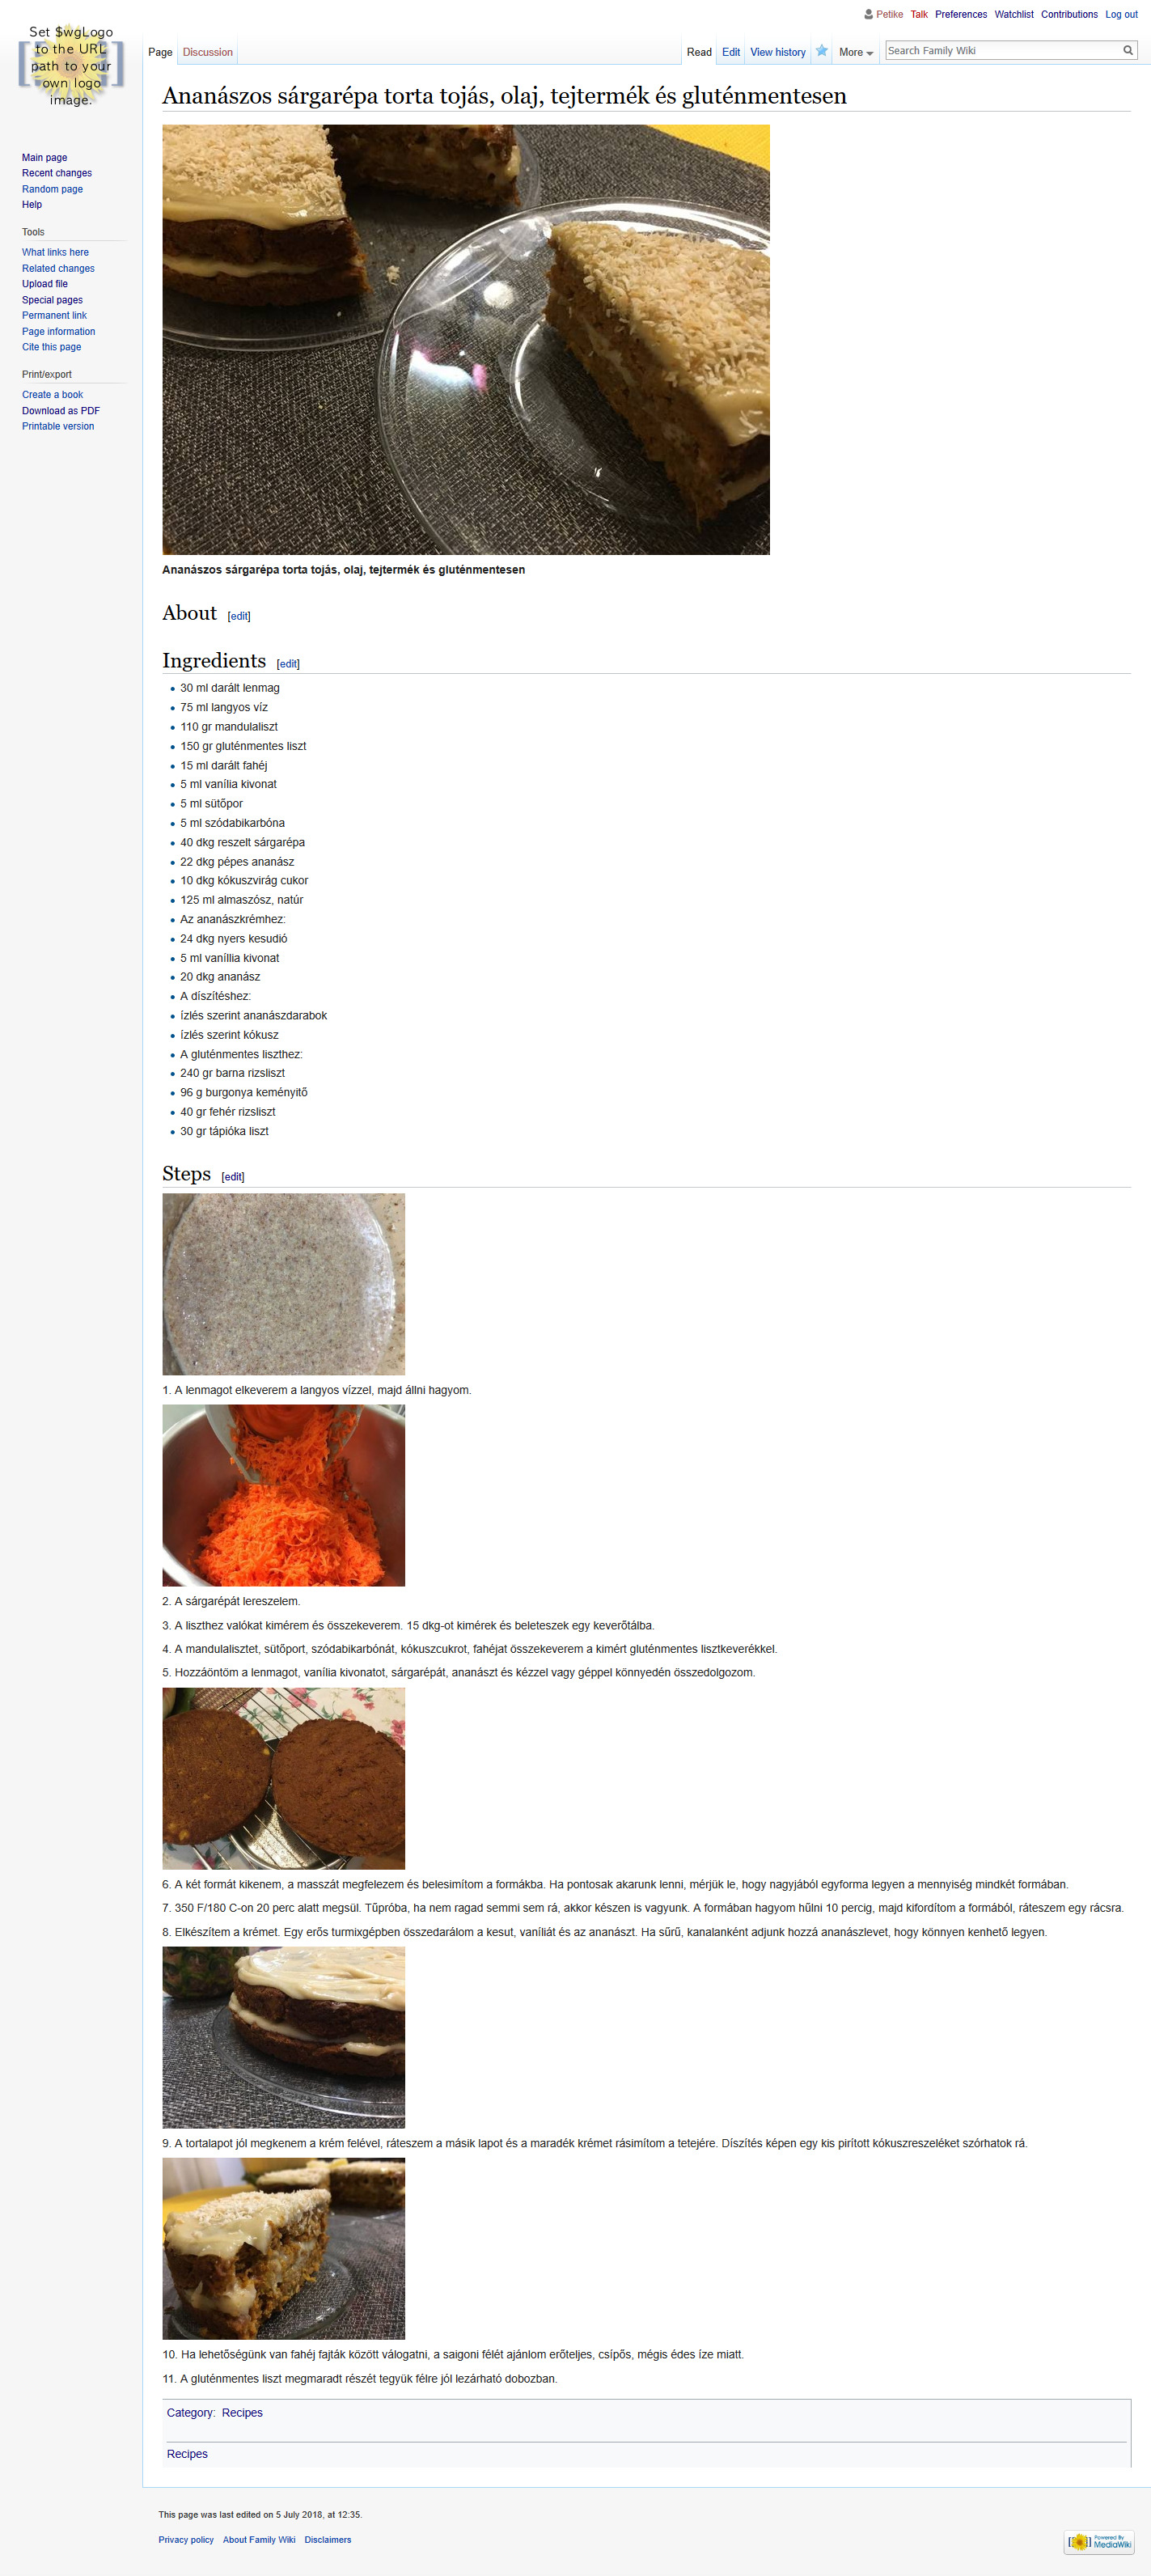 Petike Talk Preferences Watchlist Contributions Log out
Set $wgLogo
to the URL
path to your
own logo
image.
Page Discussion Read Edit View history More Search Family Wiki
Main page
Recent changes
Random page
Help
Tools
What links here
Related changes
Upload file
Special pages
Permanent link
Page information
Cite this page
Print/export
Create a book
Download as PDF
Printable version
Ananászos sárgarépa torta tojás, olaj, tejtermék és gluténmentesen
Ananászos sárgarépa torta tojás, olaj, tejtermék és gluténmentesen
About [edit]
Ingredients [edit]
30 ml darált lenmag
75 ml langyos víz
110 gr mandulaliszt
150 gr gluténmentes liszt
15 ml darált fahéj
5 ml vanília kivonat
5 ml sütőpor
5 ml szódabikarbóna
40 dkg reszelt sárgarépa
22 dkg pépes ananász
10 dkg kókuszvirág cukor
125 ml almaszósz, natúr
Az ananászkrémhez:
24 dkg nyers kesudió
5 ml vaníllia kivonat
20 dkg ananász
A díszítéshez:
ízlés szerint ananászdarabok
ízlés szerint kókusz
A gluténmentes liszthez:
240 gr barna rizsliszt
96 g burgonya keményitő
40 gr fehér rizsliszt
30 gr tápióka liszt
Steps [edit]
1. A lenmagot elkeverem a langyos vízzel, majd állni hagyom.
2. A sárgarépát lereszelem.
3. A liszthez valókat kimérem és összekeverem. 15 dkg-ot kimérek és beleteszek egy keverőtálba.
4. A mandulalisztet, sütőport, szódabikarbónát, kókuszcukrot, fahéjat összekeverem a kimért gluténmentes lisztkeverékkel.
5. Hozzáöntöm a lenmagot, vanília kivonatot, sárgarépát, ananászt és kézzel vagy géppel könnyedén összedolgozom.
6. A két formát kikenem, a masszát megfelezem és belesimítom a formákba. Ha pontosak akarunk lenni, mérjük le, hogy nagyjából egyforma legyen a mennyiség mindkét formában.
7. 350 F/180 C-on 20 perc alatt megsül. Tűpróba, ha nem ragad semmi sem rá, akkor készen is vagyunk. A formában hagyom hűlni 10 percig, majd kifordítom a formából, ráteszem egy rácsra.
8. Elkészítem a krémet. Egy erős turmixgépben összedarálom a kesut, vaníliát és az ananászt. Ha sűrű, kanalanként adjunk hozzá ananászlevet, hogy könnyen kenhető legyen.
9. A tortalapot jól megkenem a krém felével, ráteszem a másik lapot és a maradék krémet rásimítom a tetejére. Díszítés képen egy kis pirított kókuszreszeléket szórhatok rá.
10. Ha lehetőségünk van fahéj fajták között válogatni, a saigoni félét ajánlom erőteljes, csípős, mégis édes íze miatt.
11. A gluténmentes liszt megmaradt részét tegyük félre jól lezárható dobozban.
Category: Recipes
Recipes
This page was last edited on 5 July 2018, at 12:35.
Privacy policy About Family Wiki Disclaimers
Powered By
MediaWiki